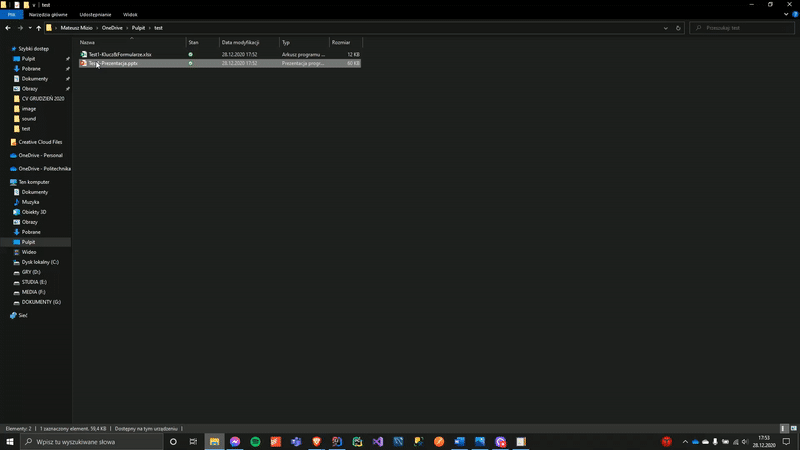 test
Plik Narzędzia główne Udostępnianie Widok
Mateusz Mizio > OneDrive > Pulpit > test
Przeszukaj: test
Nazwa Stan Data modyfikacji Typ Rozmiar
Test1-Klucz&Formularze.xlsx 28.12.2020 17:52 Arkusz programu ... 12 KB
Test1-Prezentacja.pptx 28.12.2020 17:52 Prezentacja progr... 60 KB
Szybki dostęp
Pulpit
Pobrane
Dokumenty
Obrazy
CV GRUDZIEŃ 2020
image
sound
test
Creative Cloud Files
OneDrive - Personal
OneDrive - Politechnika
Ten komputer
Dokumenty
Muzyka
Obiekty 3D
Obrazy
Pobrane
Pulpit
Wideo
Dysk lokalny (C:)
GRY (D:)
STUDIA (E:)
MEDIA (F:)
DOKUMENTY (G:)
Sieć
Elementy: 2 1 zaznaczony element. 59,4 KB Dostępny na tym urządzeniu
Wpisz tu wyszukiwane słowa
17:53
28.12.2020